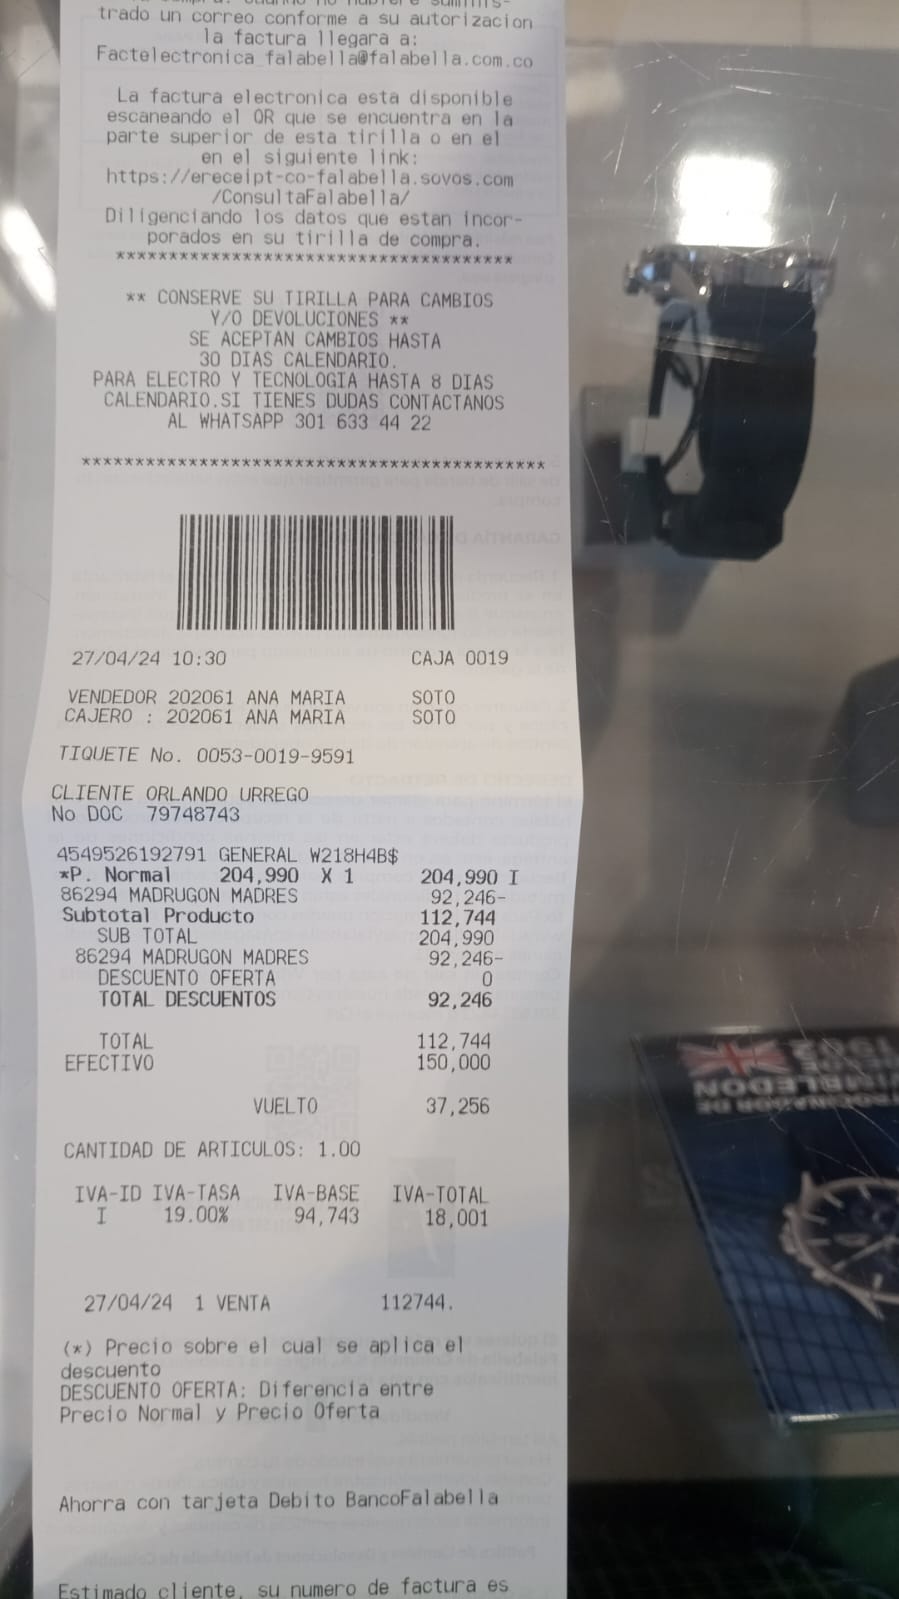 trado un correo conforme a su autorizacion
la factura llegara a:
Factelectronica_falabella@falabella.com.co
La factura electronica esta disponible
escaneando el QR que se encuentra en la
parte superior de esta tirilla o en el
en el siguiente link:
https://ereceipt-co-falabella.sovos.com
/ConsultaFalabella/
Diligenciando los datos que estan incor-
porados en su tirilla de compra.
*************************************
** CONSERVE SU TIRILLA PARA CAMBIOS
Y/O DEVOLUCIONES **
SE ACEPTAN CAMBIOS HASTA
30 DIAS CALENDARIO.
PARA ELECTRO Y TECNOLOGIA HASTA 8 DIAS
CALENDARIO.SI TIENES DUDAS CONTACTANOS
AL WHATSAPP 301 633 44 22
*******************************************
27/04/24 10:30 CAJA 0019
VENDEDOR 202061 ANA MARIA SOTO
CAJERO : 202061 ANA MARIA SOTO
TIQUETE No. 0053-0019-9591
CLIENTE ORLANDO URREGO
No DOC 79748743
4549526192791 GENERAL W218H4B$
*P. Normal 204,990 X 1 204,990 I
86294 MADRUGON MADRES 92,246-
Subtotal Producto 112,744
SUB TOTAL 204,990
86294 MADRUGON MADRES 92,246-
DESCUENTO OFERTA 0
TOTAL DESCUENTOS 92,246
TOTAL 112,744
EFECTIVO 150,000
VUELTO 37,256
CANTIDAD DE ARTICULOS: 1.00
IVA-ID IVA-TASA IVA-BASE IVA-TOTAL
I 19.00% 94,743 18,001
27/04/24 1 VENTA 112744.
(*) Precio sobre el cual se aplica el
descuento
DESCUENTO OFERTA: Diferencia entre
Precio Normal y Precio Oferta
Ahorra con tarjeta Debito BancoFalabella
Estimado cliente, su numero de factura es